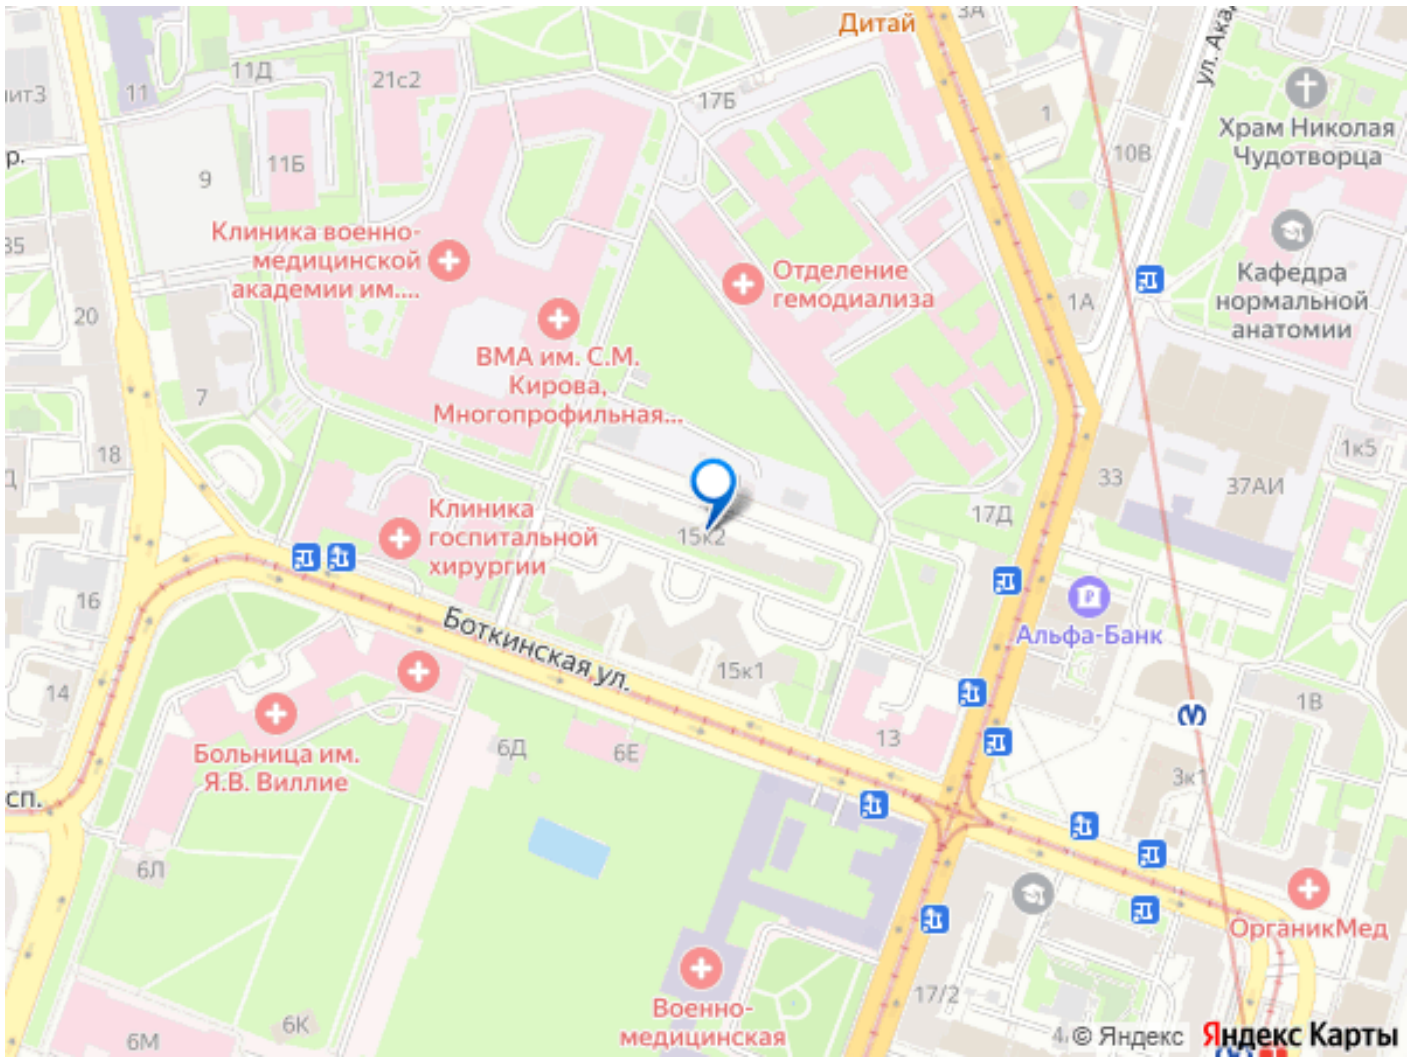 Дитай
3А
ул. Ака
11Д
21с2
11
17Б
1
10В
Храм Николая
Чудотворца
р.
11Б
9
Клиника военно-
медицинской
академии им....
Отделение
гемодиализа
Кафедра
нормальной
анатомии
35
1А
20
ВМА им. С.М.
Кирова,
Многопрофильная...
7
18
1к5
33
37АИ
Клиника
госпитальной
хирургии
17Д
15к2
16
Альфа-Банк
Боткинская ул.
15к1
14
1В
13
6Д
6Е
Больница им.
Я.В. Виллие
3к1
сп.
6Л
ОрганикМед
17/2
Военно-
медицинская
6К
6М
© Яндекс
Яндекс Карты